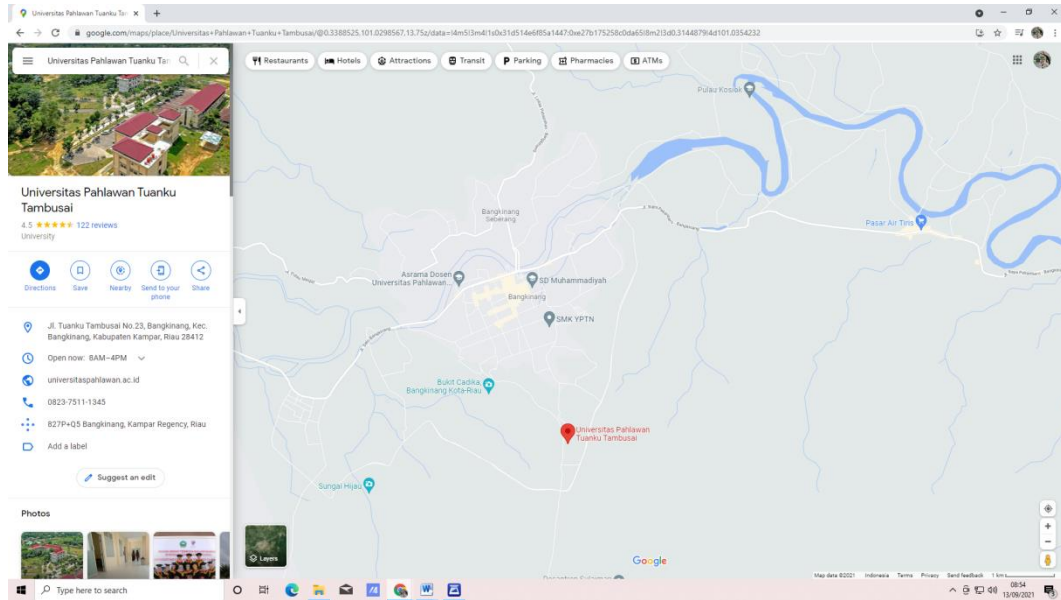 Universitas Pahlawan Tuanku Tam
google.com/maps/place/Universitas+Pahlawan+Tuanku+Tambusai/@0.3388525,101.0298567,13.75z/data=!4m5!3m4!1s0x31d514e6f85a1447:0xe27b175258c0da65!8m2!3d0.3144879!4d101.0354232
Universitas Pahlawan Tuanku Tar
Restaurants
Hotels
Attractions
Transit
Parking
Pharmacies
ATMs
Universitas Pahlawan Tuanku
Tambusai
4.5 122 reviews
University
Directions
Save
Nearby
Send to your
phone
Share
Jl. Tuanku Tambusai No.23, Bangkinang, Kec.
Bangkinang, Kabupaten Kampar, Riau 28412
Open now: 8AM–4PM
universitaspahlawan.ac.id
0823-7511-1345
827P+Q5 Bangkinang, Kampar Regency, Riau
Add a label
Suggest an edit
Photos
Pulau Kosiak
Bangkinang
Seberang
Pasar Air Tiris
Asrama Dosen
Universitas Pahlawan...
SD Muhammadiyah
Bangkinang
SMK YPTN
Bukit Cadika,
Bangkinang Kota-Riau
Universitas Pahlawan
Tuanku Tambusai
Sungai Hijau
Layers
Google
Map data ©2021 Indonesia Terms Privacy Send feedback 1 km
Type here to search
08:54
13/09/2021